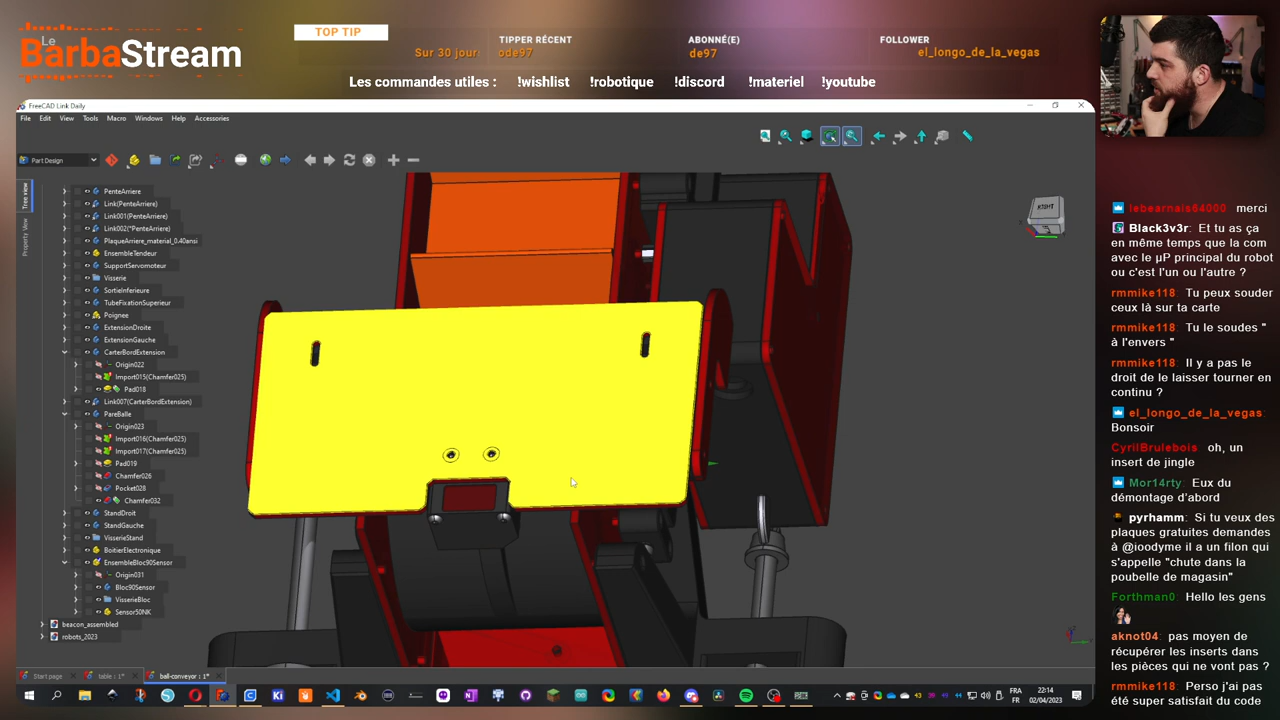 Le
BarbaStream
TOP TIP
Sur 30 jour:
TIPPER RÉCENT
ode97
ABONNÉ(E)
de97
FOLLOWER
el_longo_de_la_vegas
Les commandes utiles : !wishlist !robotique !discord !materiel !youtube
FreeCAD Link Daily
File Edit View Tools Macro Windows Help Accessories
Part Design
Tree view
Property View
PenteArriere
Link(PenteArriere)
Link001(PenteArriere)
Link002(*PenteArriere)
PlaqueArriere_material_0.40ansi
EnsembleTendeur
SupportServomoteur
Visserie
SortieInferieure
TubeFixationSuperieur
Poignee
ExtensionDroite
ExtensionGauche
CarterBordExtension
Origin022
Import015(Chamfer025)
Pad018
Link007(CarterBordExtension)
PareBalle
Origin023
Import016(Chamfer025)
Import017(Chamfer025)
Pad019
Chamfer026
Pocket028
Chamfer032
StandDroit
StandGauche
VisserieStand
BoitierElectronique
EnsembleBloc90Sensor
Origin031
Bloc90Sensor
VisserieBloc
Sensor50NK
beacon_assembled
robots_2023
RIGHT
Start page
table : 1*
ball-conveyor : 1*
FRA
FR
22:14
02/04/2023
lebearnais64000: merci
Black3v3r: Et tu as ça
en même temps que la com
avec le µP principal du robot
ou c'est l'un ou l'autre ?
rmmike118: Tu peux souder
ceux là sur ta carte
rmmike118: Tu le soudes "
à l'envers "
rmmike118: Il y a pas le
droit de le laisser tourner en
continu ?
el_longo_de_la_vegas:
Bonsoir
CyrilBrulebois: oh, un
insert de jingle
Mor14rty: Eux du
démontage d'abord
pyrhamm: Si tu veux des
plaques gratuites demandes
à @ioodyme il a un filon qui
s'appelle "chute dans la
poubelle de magasin"
Forthman0: Hello les gens
aknot04: pas moyen de
récupérer les inserts dans
les pièces qui ne vont pas ?
rmmike118: Perso j'ai pas
été super satisfait du code